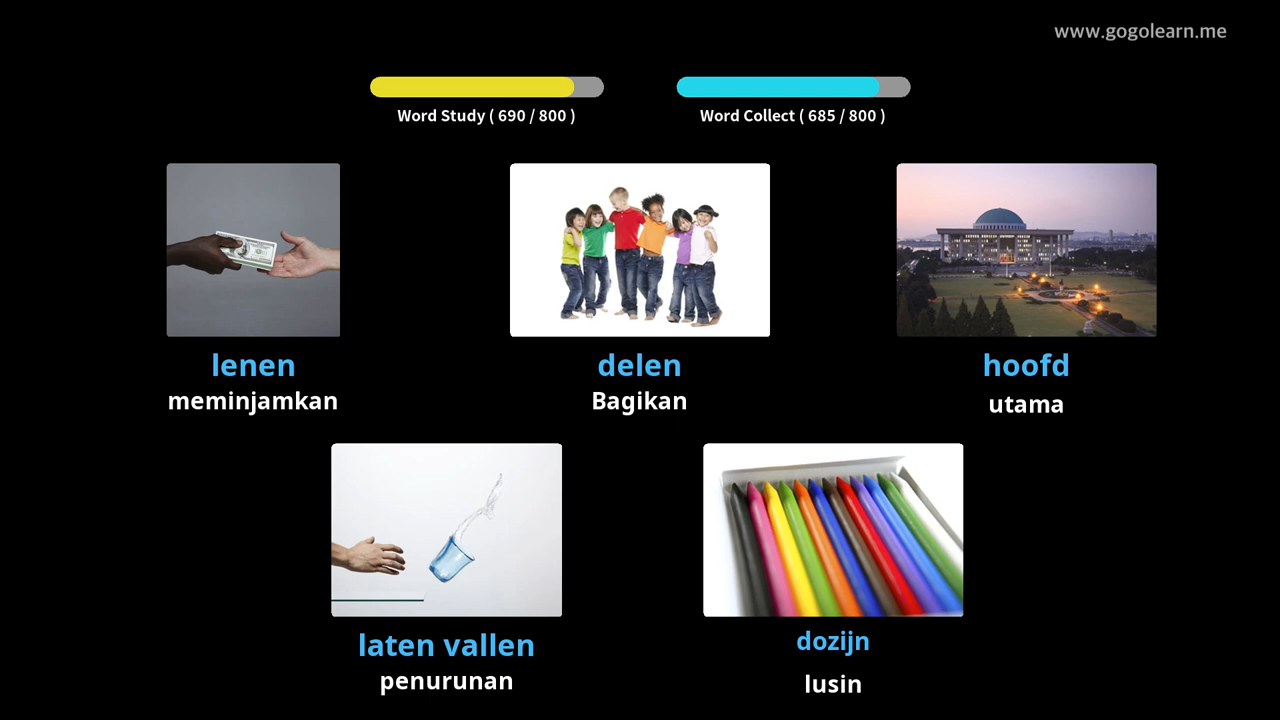 www.gogolearn.me
Word Study ( 690 / 800 )
Word Collect ( 685 / 800 )
lenen
meminjamkan
delen
Bagikan
hoofd
utama
laten vallen
penurunan
dozijn
lusin